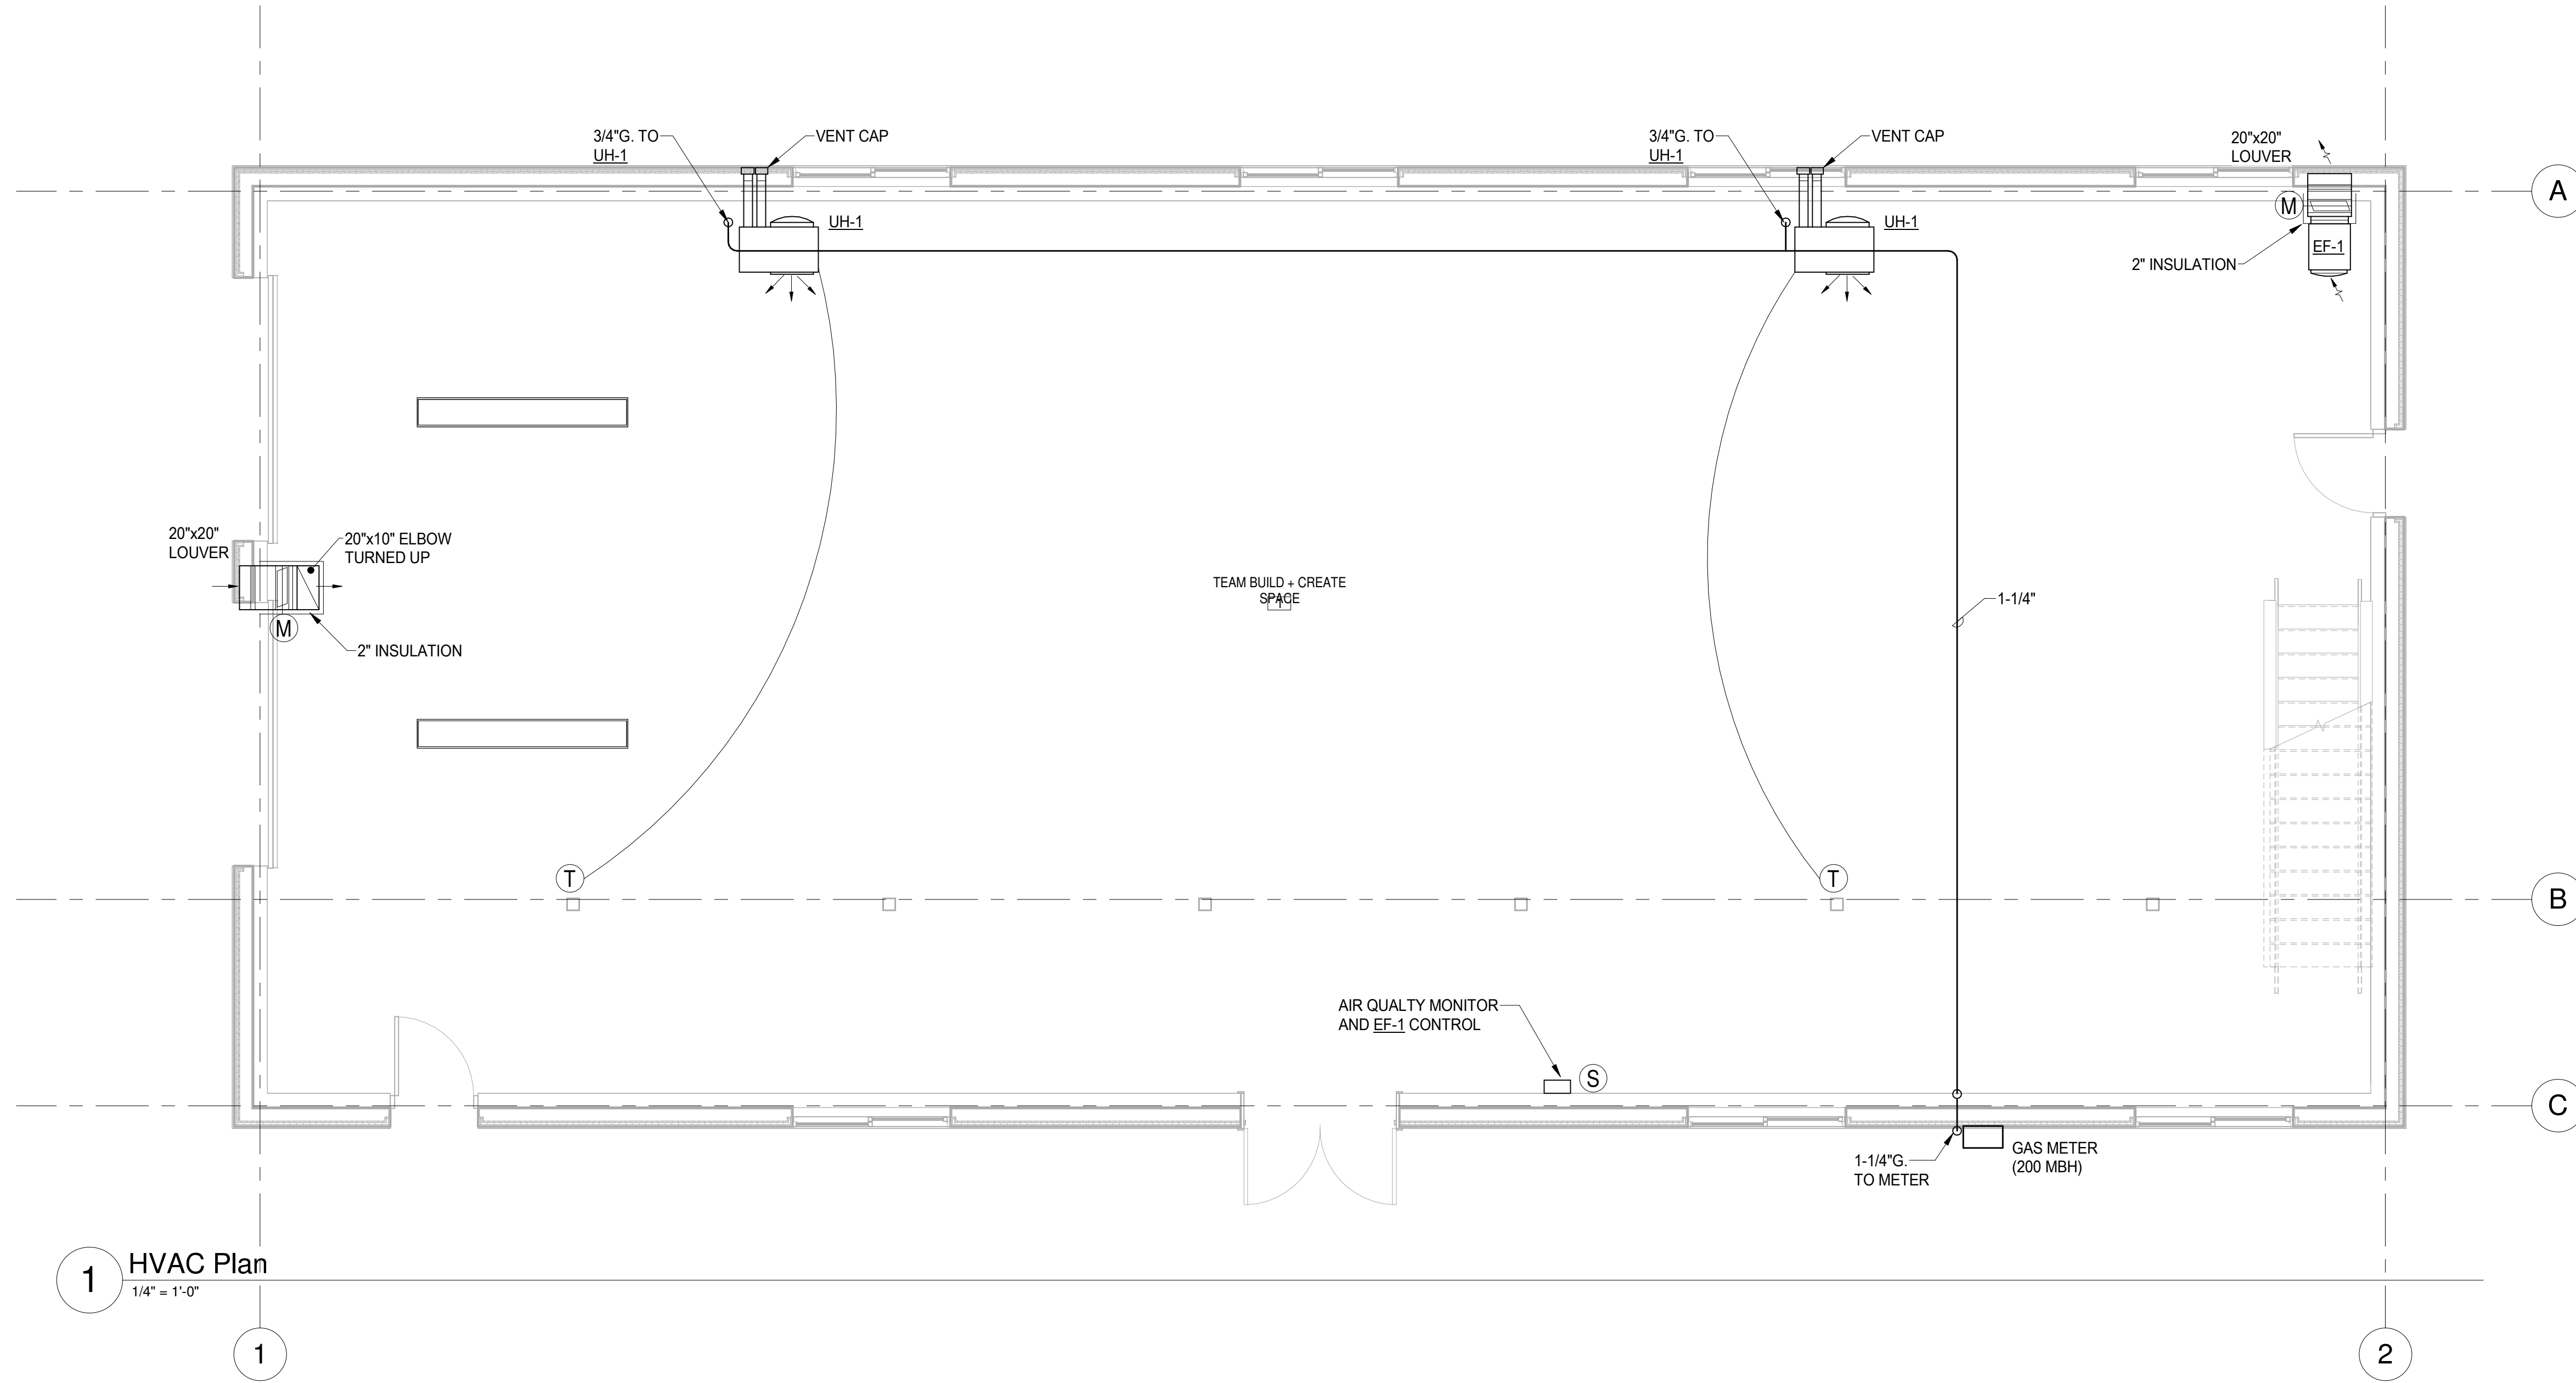 3/4"G. TO
UH-1
VENT CAP
3/4"G. TO
UH-1
VENT CAP
20"x20"
LOUVER
A
M
UH-1
UH-1
EF-1
2" INSULATION
20"x20"
LOUVER
20"x10" ELBOW
TURNED UP
M
2" INSULATION
TEAM BUILD + CREATE
SPACE
1
1-1/4"
T
T
B
AIR QUALTY MONITOR
AND EF-1 CONTROL
S
C
1-1/4"G.
TO METER
GAS METER
(200 MBH)
1
HVAC Plan
1/4" = 1'-0"
1
2